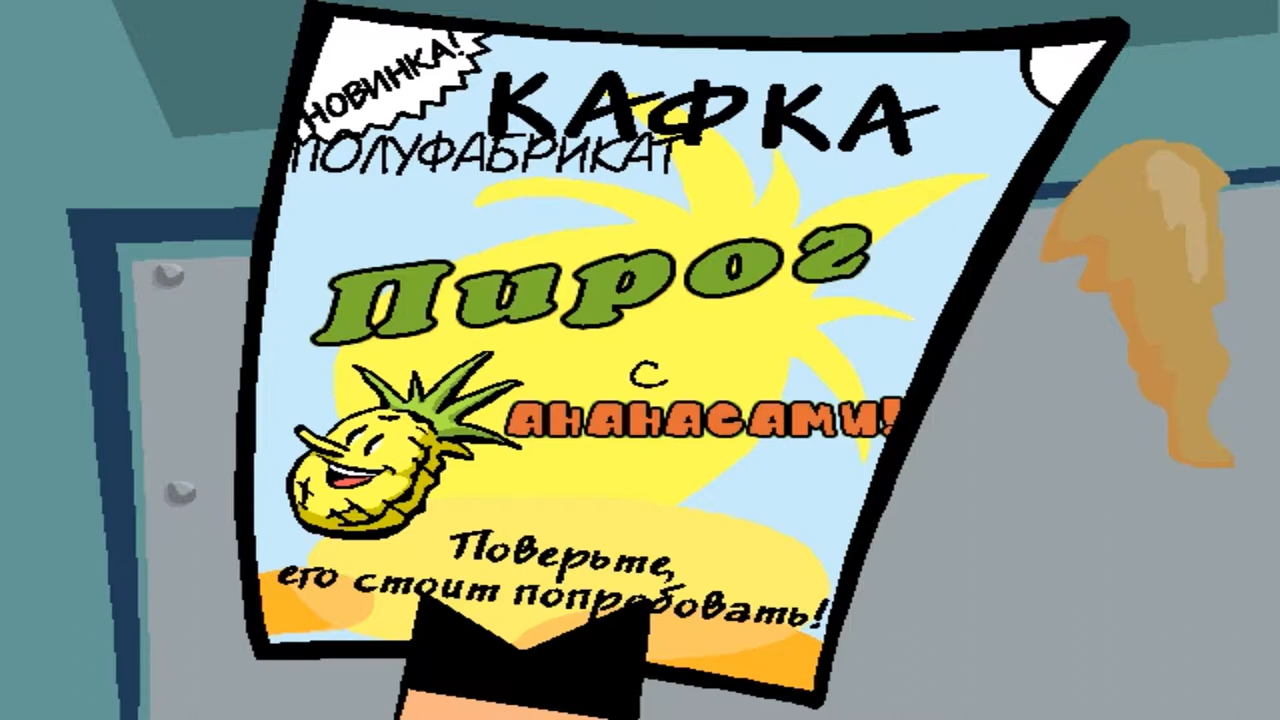 НОВИНКА!
КАФКА
ПОЛУФАБРИКАТ
Пирог
с
АНАНАСАМИ!
Поверьте,
его стоит попробовать!